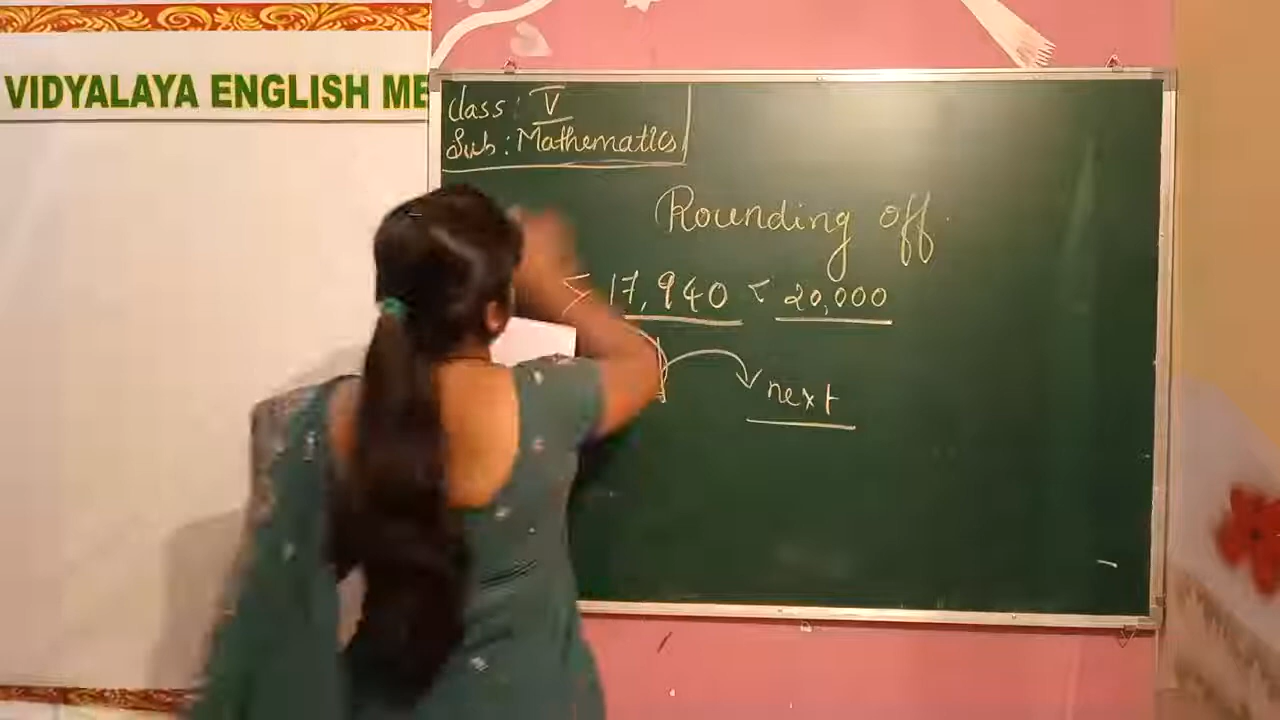 VIDYALAYA ENGLISH ME
Class : V
Sub : Mathematics
Rounding off
< 17,940 < 20,000
next